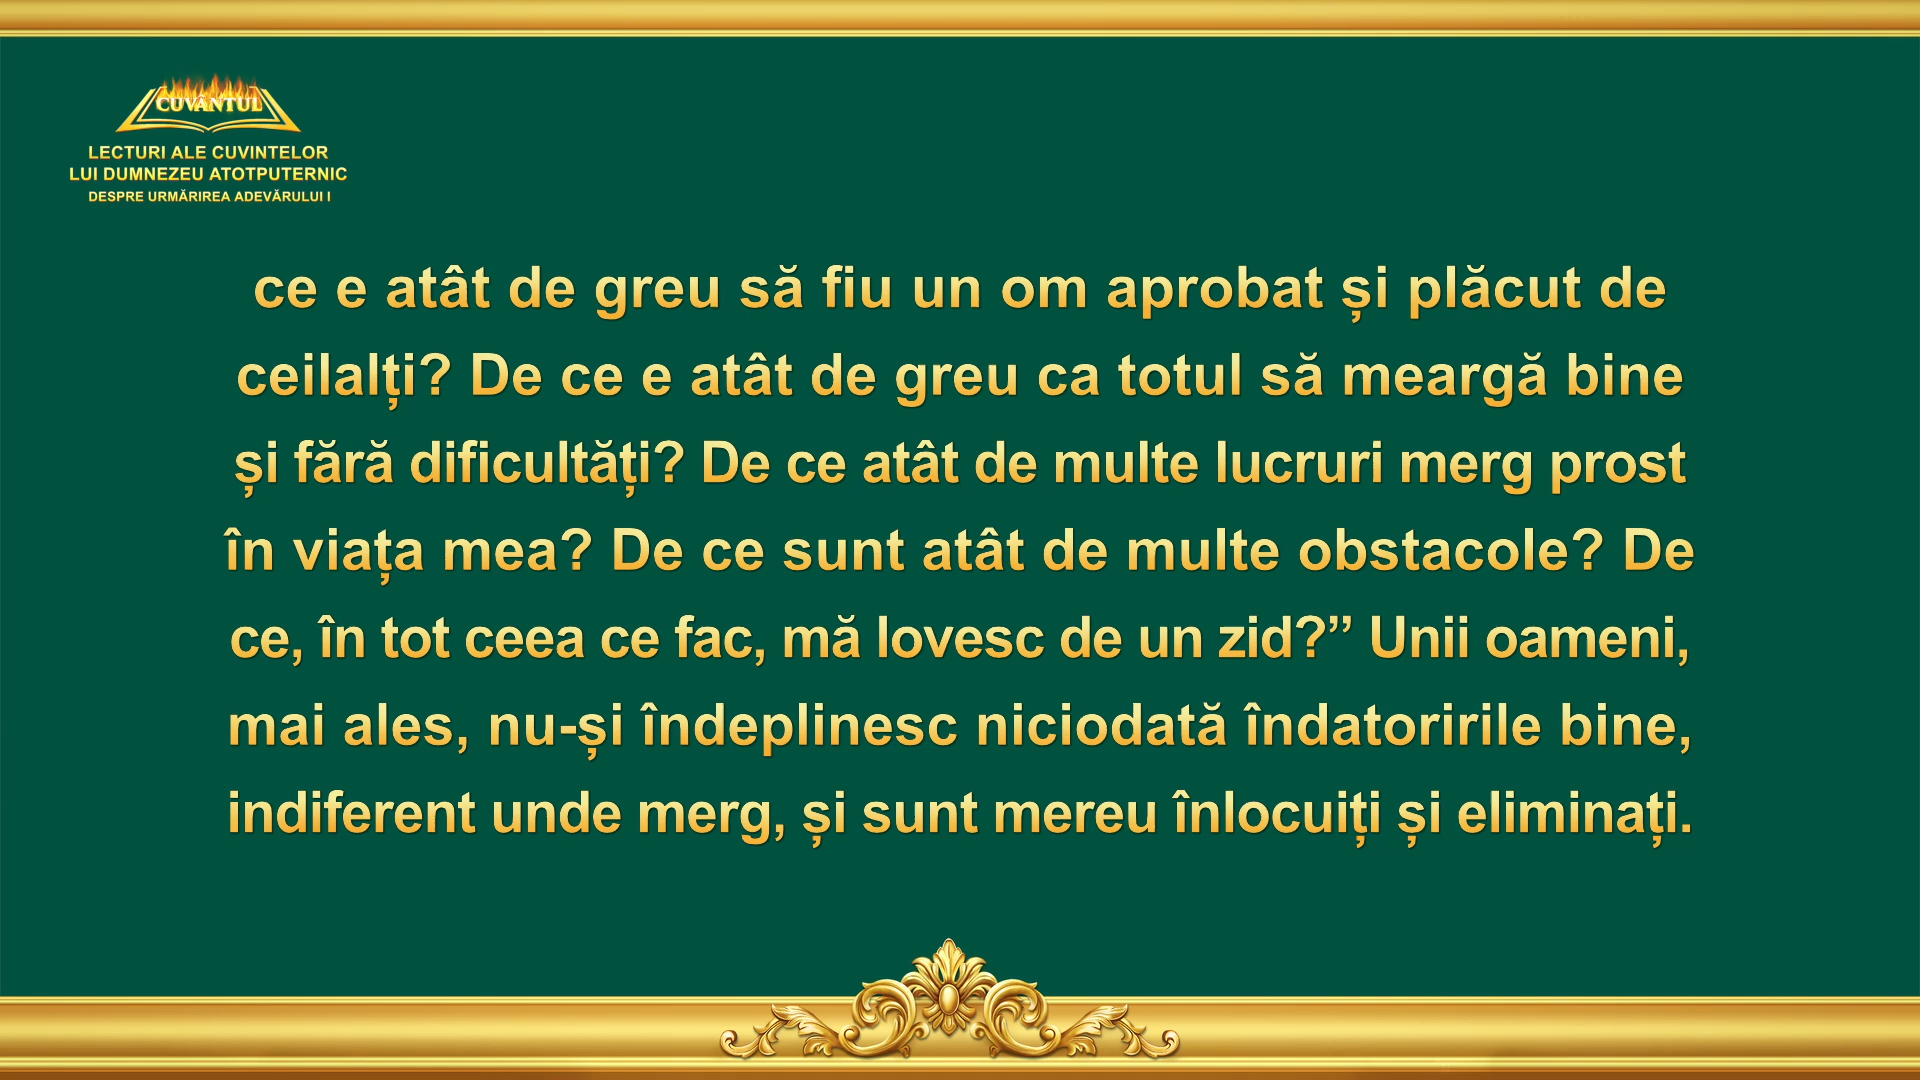 CUVÂNTUL
LECTURI ALE CUVINTELOR
LUI DUMNEZEU ATOTPUTERNIC
DESPRE URMĂRIREA ADEVĂRULUI I
ce e atât de greu să fiu un om aprobat și plăcut de
ceilalți? De ce e atât de greu ca totul să meargă bine
și fără dificultăți? De ce atât de multe lucruri merg prost
în viața mea? De ce sunt atât de multe obstacole? De
ce, în tot ceea ce fac, mă lovesc de un zid?” Unii oameni,
mai ales, nu-și îndeplinesc niciodată îndatoririle bine,
indiferent unde merg, și sunt mereu înlocuiți și eliminați.